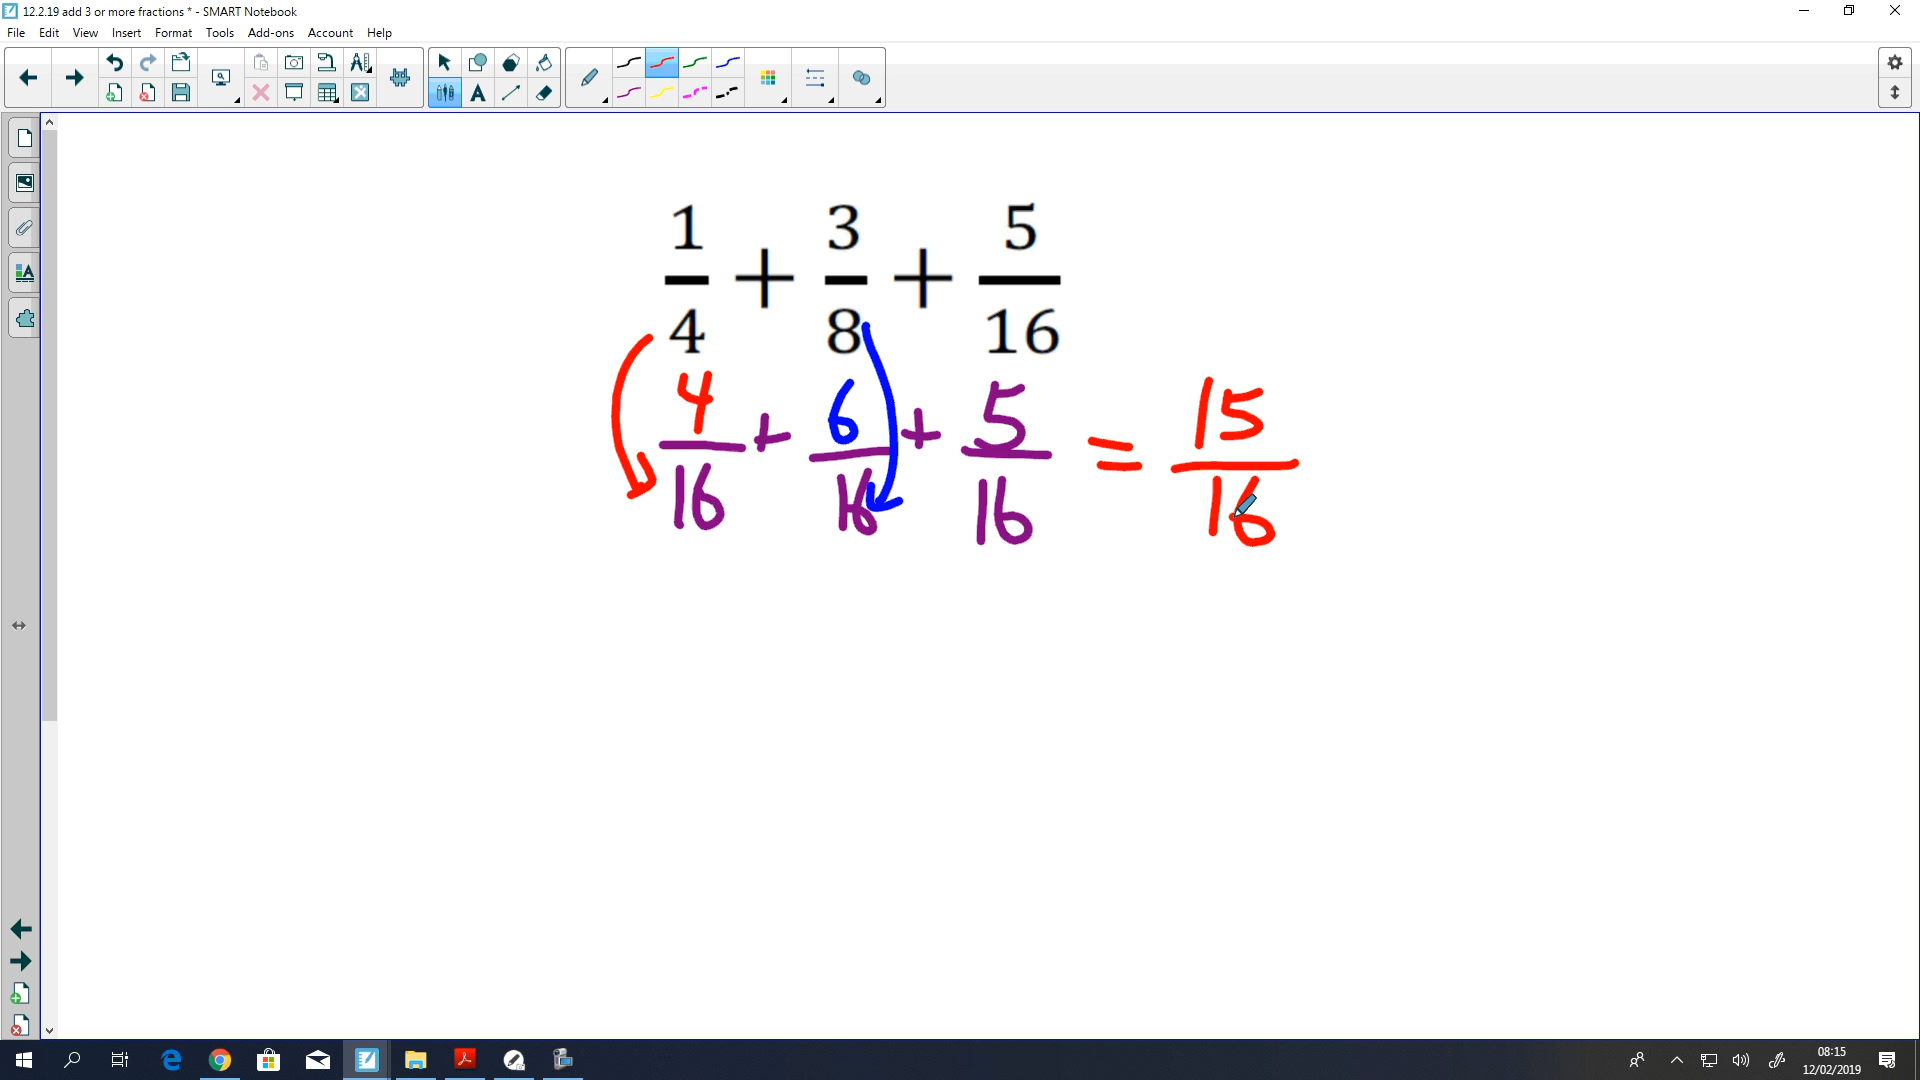 12.2.19 add 3 or more fractions * - SMART Notebook
File Edit View Insert Format Tools Add-ons Account Help
1/4 + 3/8 + 5/16
4/16 + 6/16 + 5/16 = 15/16
08:15
12/02/2019